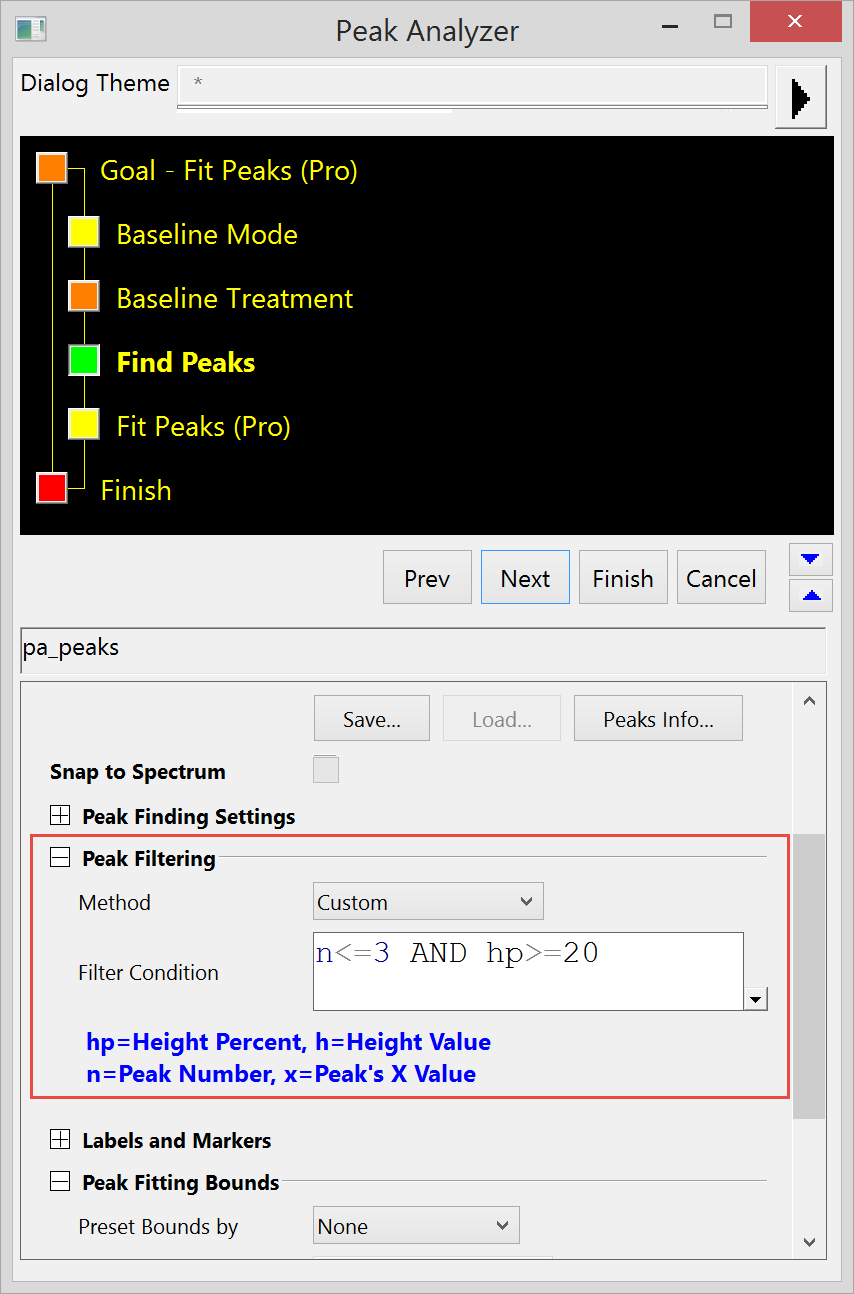 Peak Analyzer
Dialog Theme *
Goal - Fit Peaks (Pro)
Baseline Mode
Baseline Treatment
Find Peaks
Fit Peaks (Pro)
Finish
Prev Next Finish Cancel
pa_peaks
Save... Load... Peaks Info...
Snap to Spectrum
Peak Finding Settings
Peak Filtering
Method Custom
Filter Condition n<=3 AND hp>=20
hp=Height Percent, h=Height Value
n=Peak Number, x=Peak's X Value
Labels and Markers
Peak Fitting Bounds
Preset Bounds by None